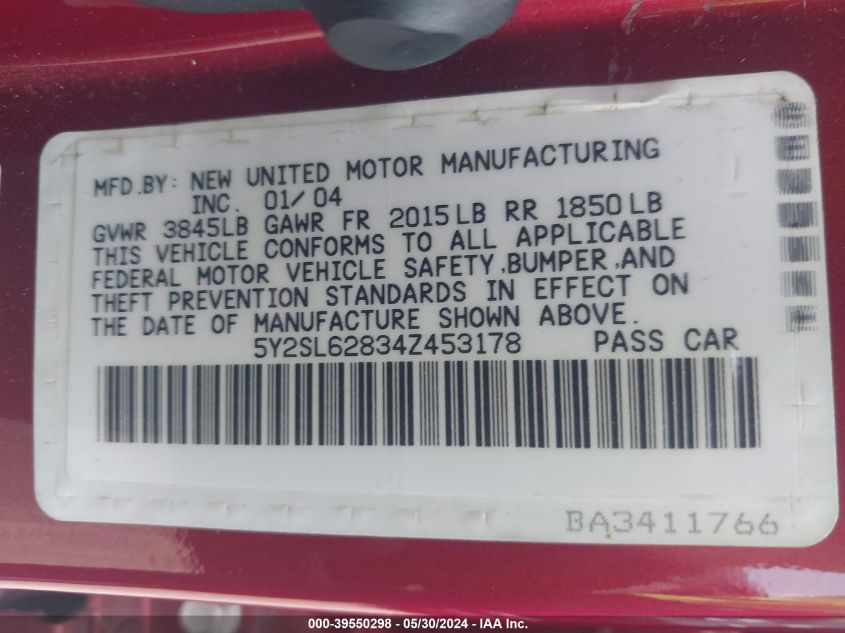 MFD.BY: NEW UNITED MOTOR MANUFACTURING
INC. 01/04
GVWR 3845LB GAWR FR 2015LB RR 1850LB
THIS VEHICLE CONFORMS TO ALL APPLICABLE
FEDERAL MOTOR VEHICLE SAFETY,BUMPER,AND
THEFT PREVENTION STANDARDS IN EFFECT ON
THE DATE OF MANUFACTURE SHOWN ABOVE.
5Y2SL62834Z453178 PASS CAR
BA3411766
000-39550298 - 05/30/2024 - IAA Inc.